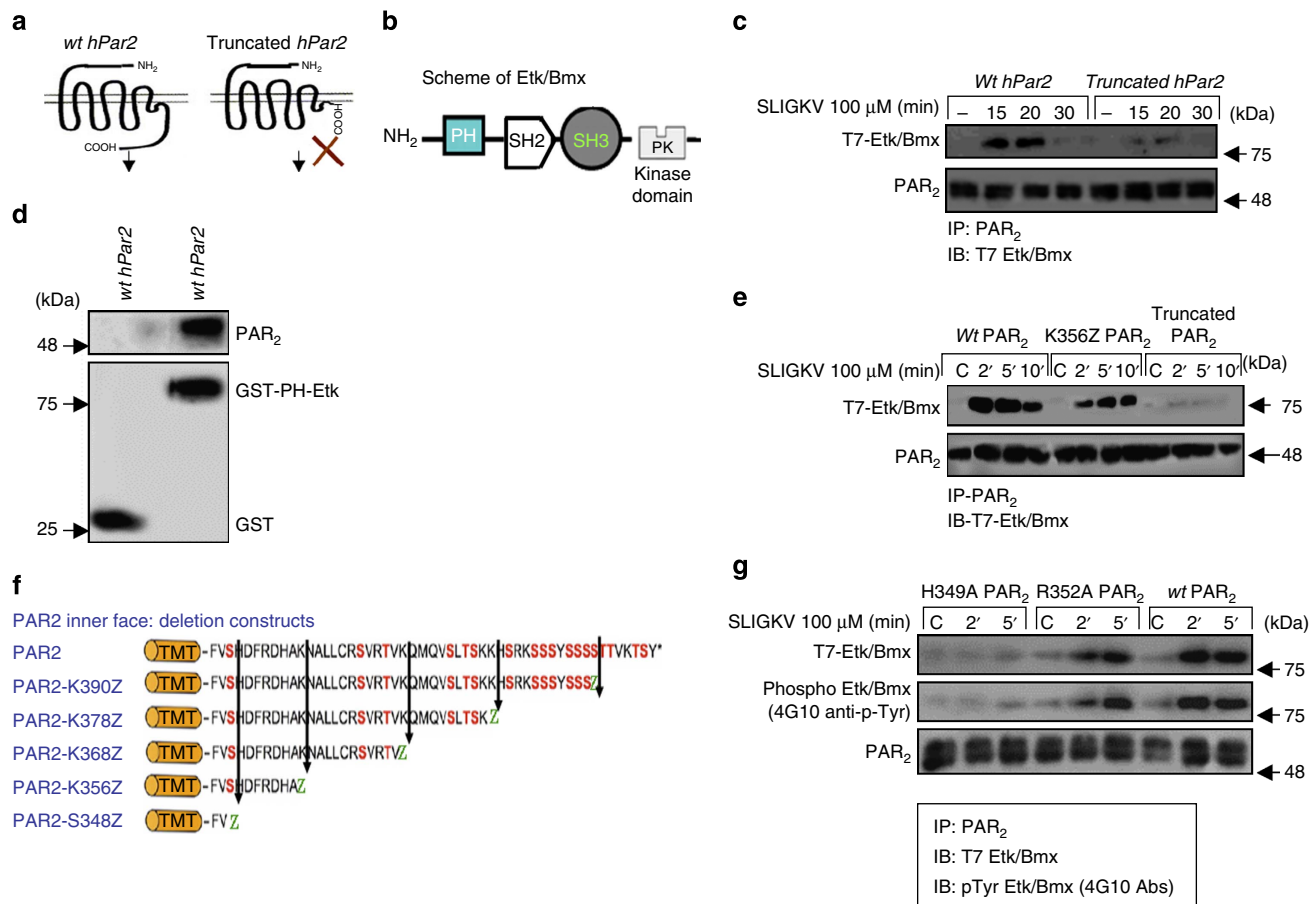 a
wt hPar2
Truncated hPar2
NH2
NH2
COOH
COOH
b
Scheme of Etk/Bmx
NH2
PH
SH2
SH3
PK
Kinase
domain
c
Wt hPar2
Truncated hPar2
SLIGKV 100 µM (min)
– 15 20 30 – 15 20 30 (kDa)
T7-Etk/Bmx
75
PAR2
48
IP: PAR2
IB: T7 Etk/Bmx
d
wt hPar2
wt hPar2
(kDa)
PAR2
48
GST-PH-Etk
75
25
GST
e
Wt PAR2 K356Z PAR2 Truncated PAR2
SLIGKV 100 µM (min) C 2′ 5′ 10′ C 2′ 5′ 10′ C 2′ 5′ 10′ (kDa)
T7-Etk/Bmx
75
PAR2
48
IP-PAR2
IB-T7-Etk/Bmx
f
PAR2 inner face: deletion constructs
PAR2 TMT -FVSHDFRDHAKNALLCRSVRTVKQMQVSLTSKKHSRKSSSYSSSSTTVKTSY*
PAR2-K390Z TMT -FVSHDFRDHAKNALLCRSVRTVKQMQVSLTSKKHSRKSSSYSSSZ
PAR2-K378Z TMT -FVSHDFRDHAKNALLCRSVRTVKQMQVSLTSKZ
PAR2-K368Z TMT -FVSHDFRDHAKNALLCRSVRTVZ
PAR2-K356Z TMT -FVSHDFRDHAZ
PAR2-S348Z TMT -FVZ
g
H349A PAR2 R352A PAR2 wt PAR2
SLIGKV 100 µM (min) C 2′ 5′ C 2′ 5′ C 2′ 5′ (kDa)
T7-Etk/Bmx
75
Phospho Etk/Bmx
(4G10 anti-p-Tyr)
75
PAR2
48
IP: PAR2
IB: T7 Etk/Bmx
IB: pTyr Etk/Bmx (4G10 Abs)